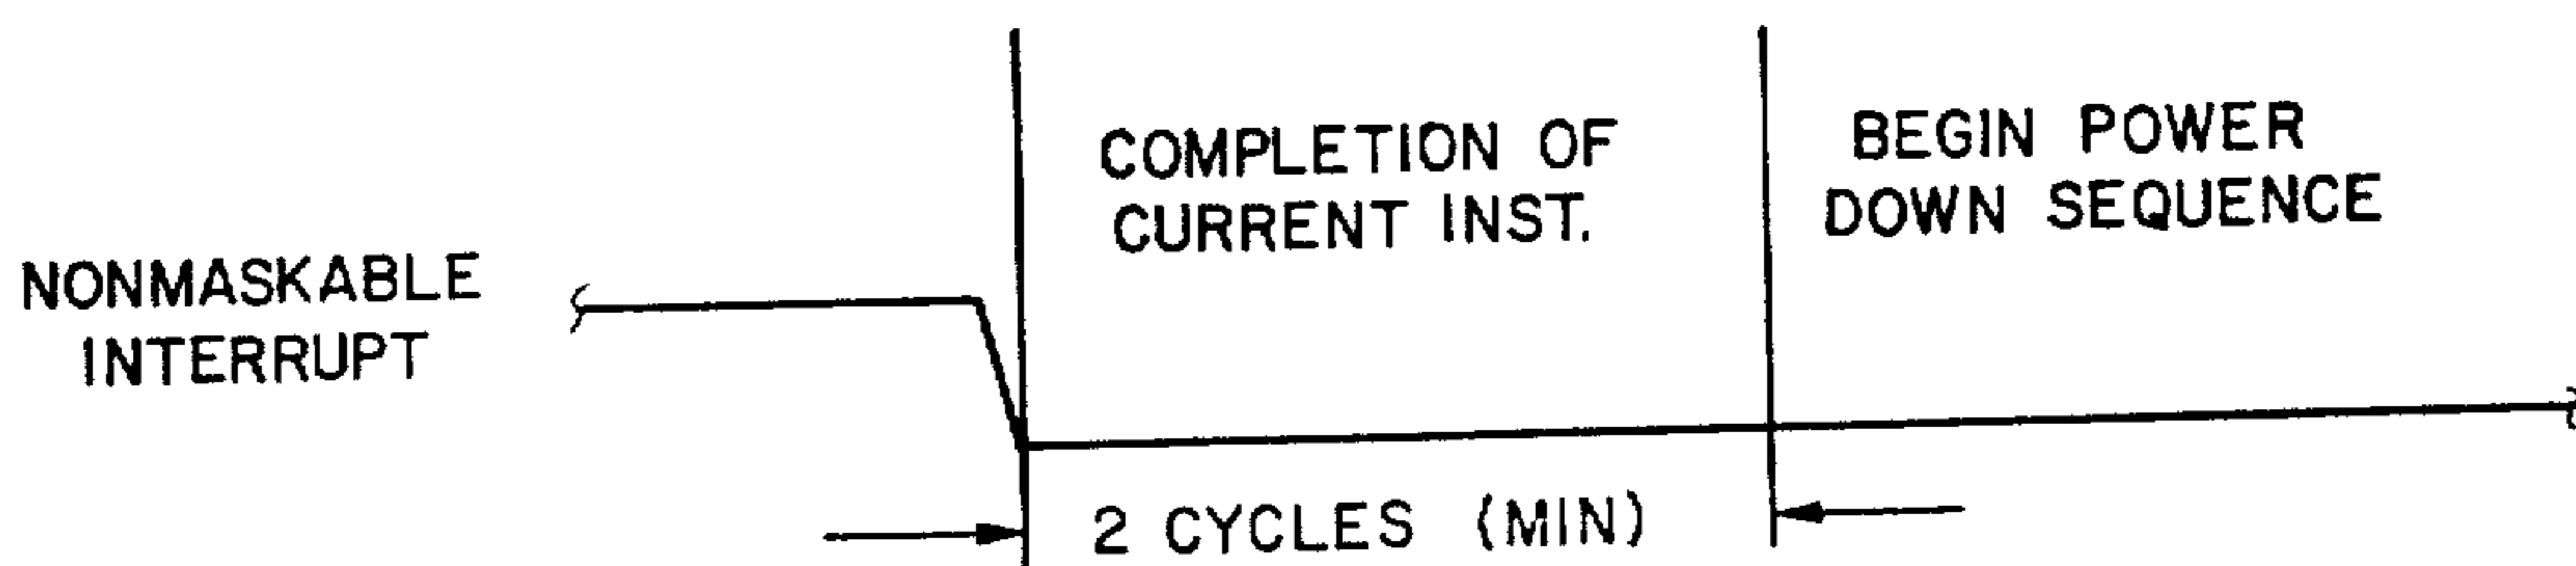 NONMASKABLE
INTERRUPT
COMPLETION OF
CURRENT INST.
BEGIN POWER
DOWN SEQUENCE
2 CYCLES (MIN)